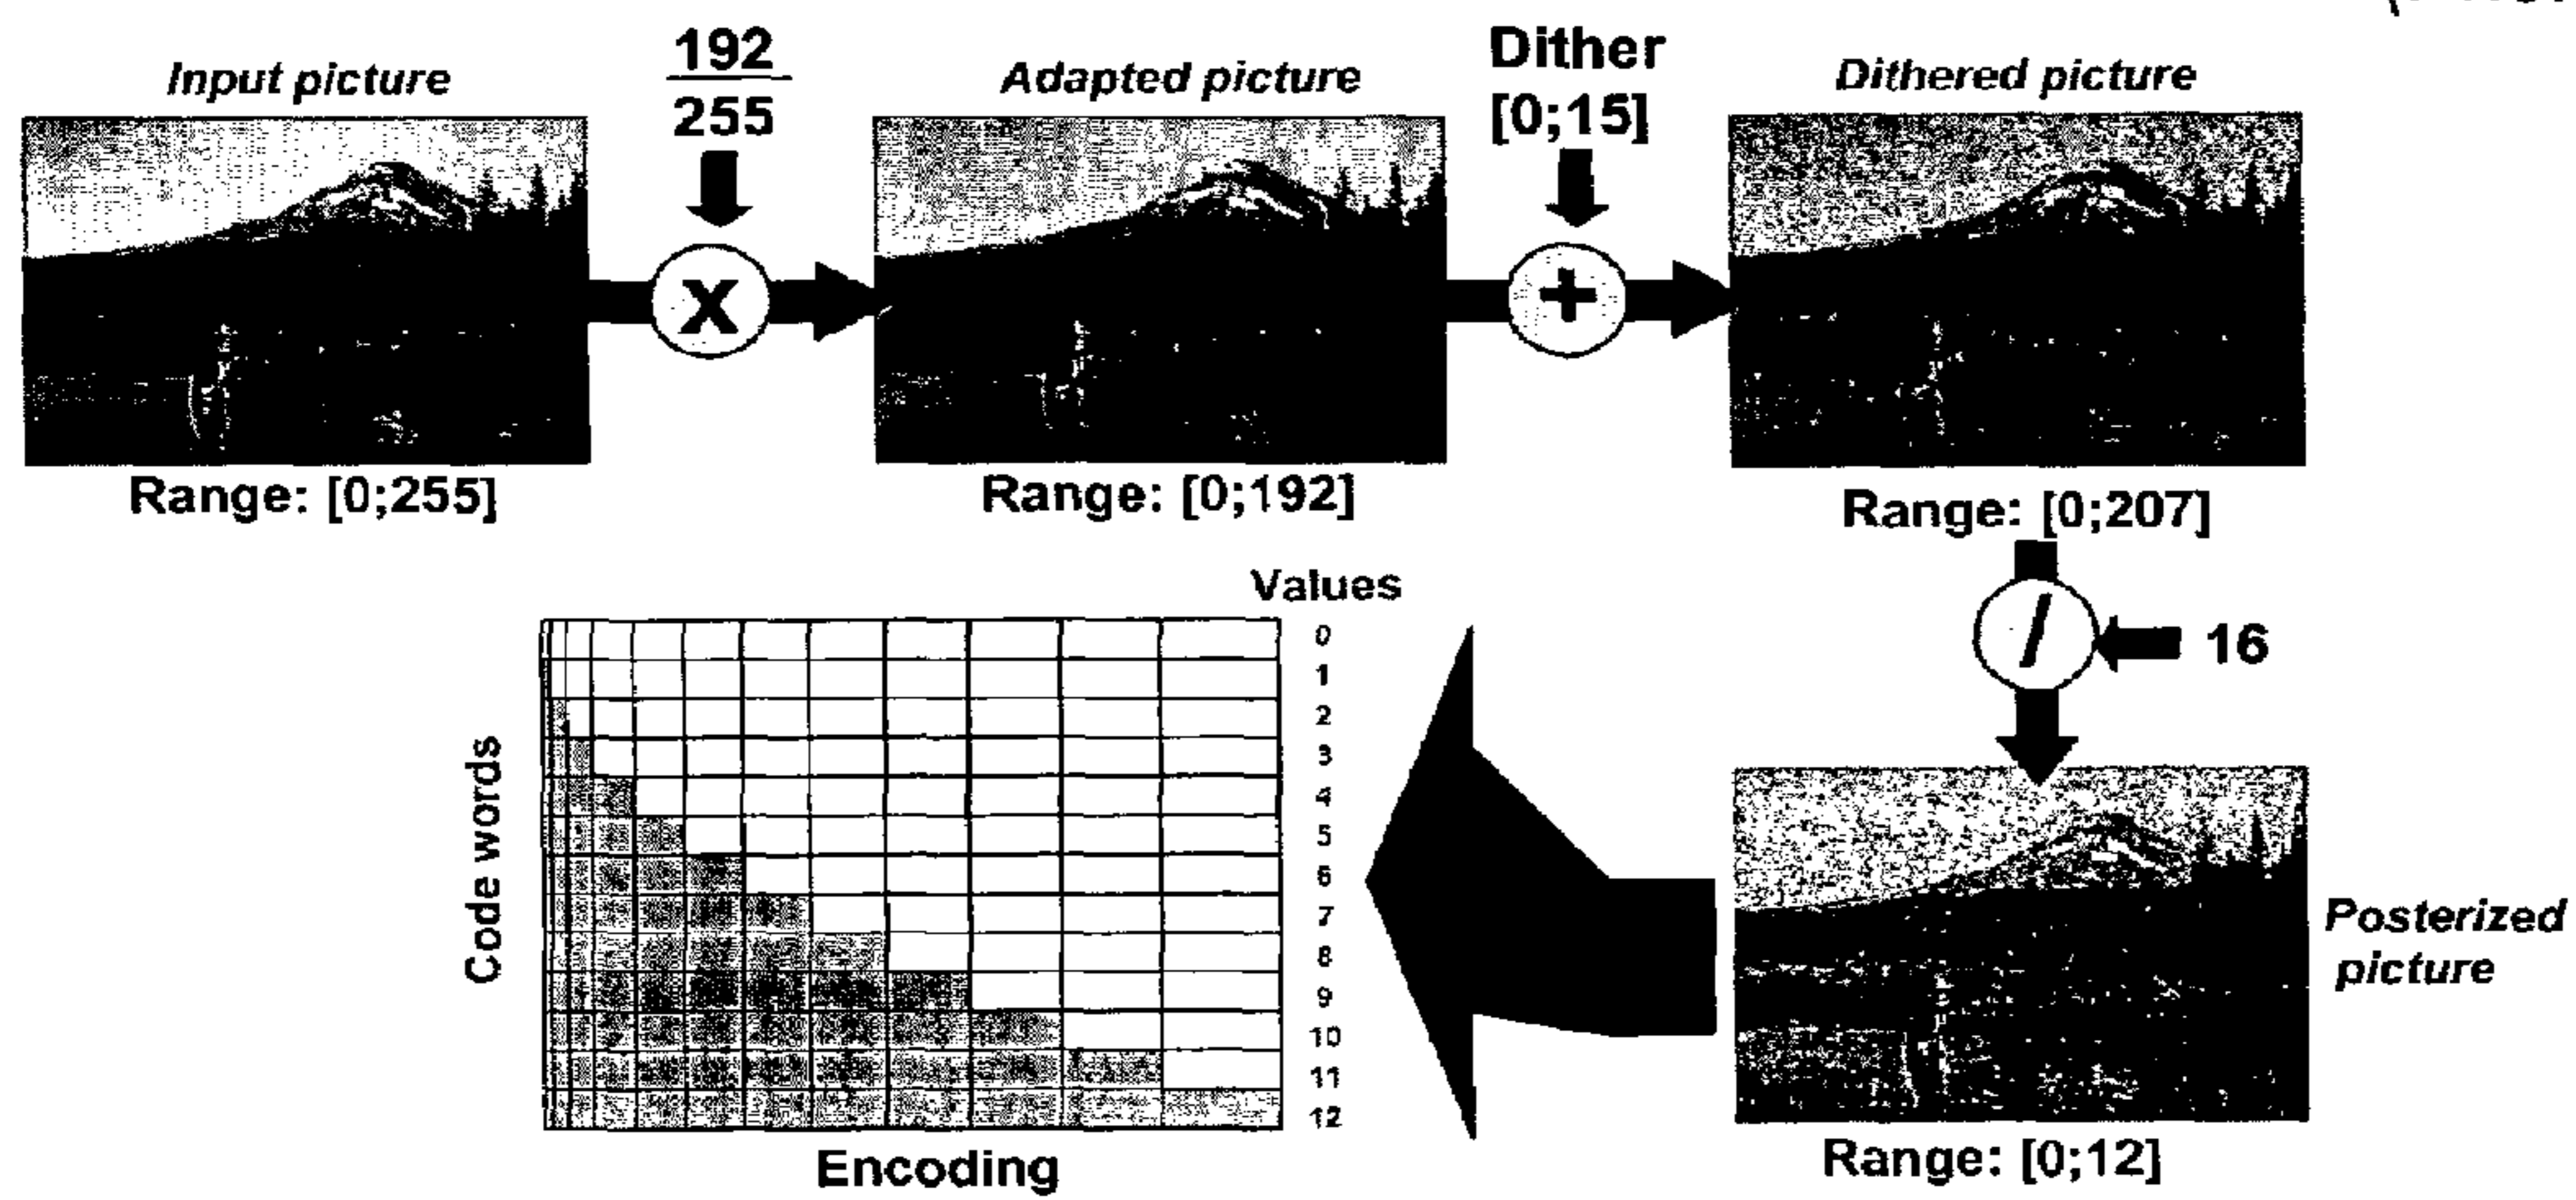 Input picture
192
255
Adapted picture
Dither
[0;15]
Dithered picture
X
+
Range: [0;255]
Range: [0;192]
Range: [0;207]
/
16
Values
0
1
2
3
4
5
6
7
8
9
10
11
12
Code words
Encoding
Posterized
picture
Range: [0;12]